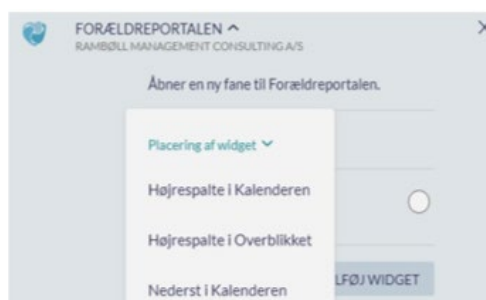 FORÆLDREPORTALEN
RAMBØLL MANAGEMENT CONSULTING A/S
Åbner en ny fane til Forældreportalen.
Placering af widget
Højrespalte i Kalenderen
Højrespalte i Overblikket
LFØJ WIDGET
Nederst i Kalenderen